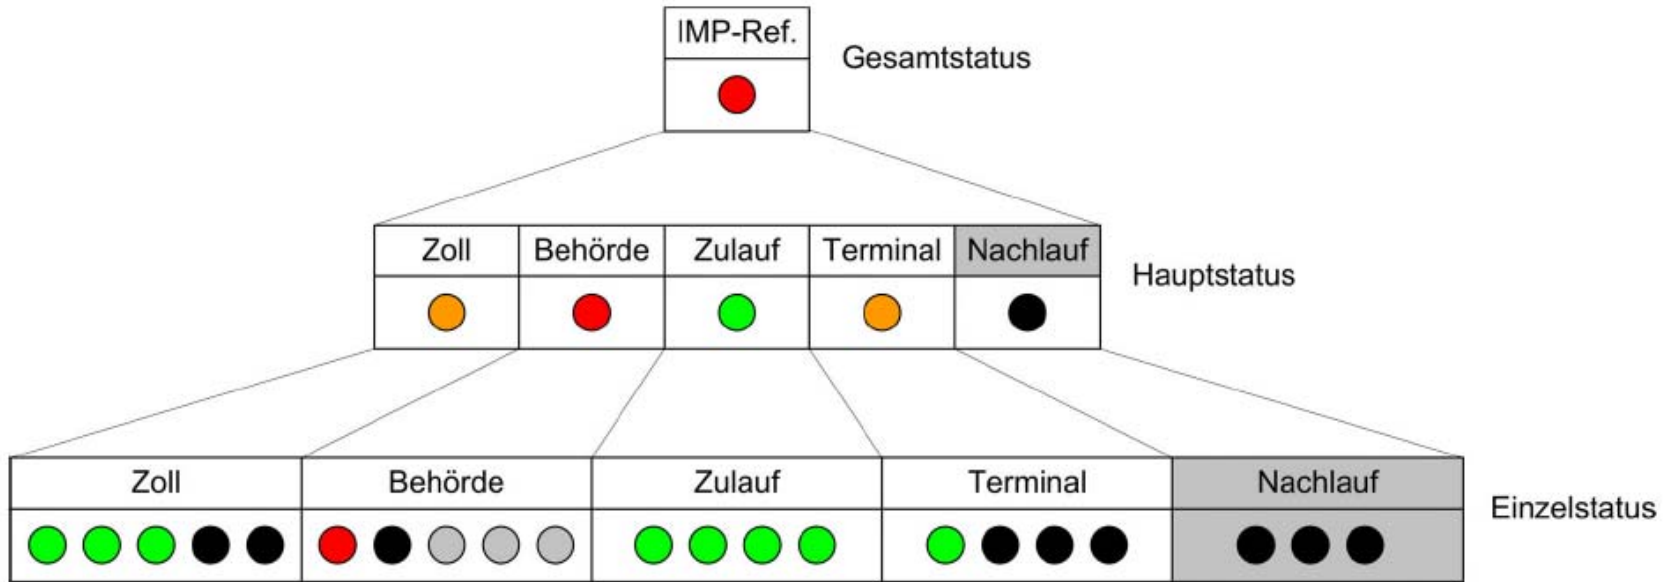 IMP-Ref.
Gesamtstatus
Zoll Behörde Zulauf Terminal Nachlauf
Hauptstatus
Zoll Behörde Zulauf Terminal Nachlauf
Einzelstatus